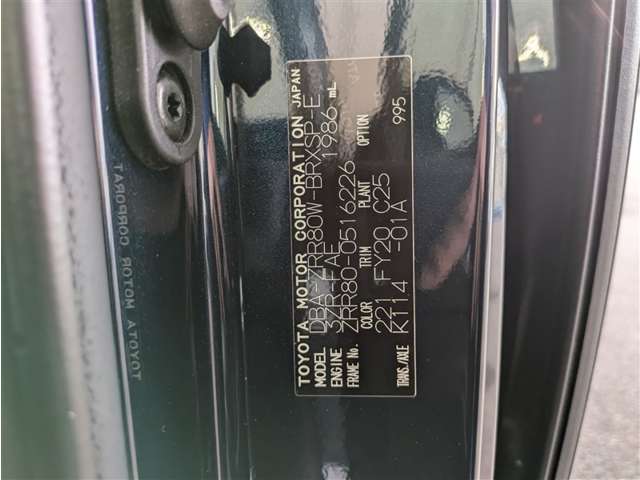 TOYOTA MOTOR CORPORATION JAPAN
MODEL DBA-ZRR80W-BRXSP-E
ENGINE 3ZR-FAE 1986 mL
FRAME No. ZRR80-0516226
COLOR TRIM PLANT OPTION
221 FY20 C25
TRANS./AXLE K114 -01A 995
TOYOTA MOTOR CORPORAT